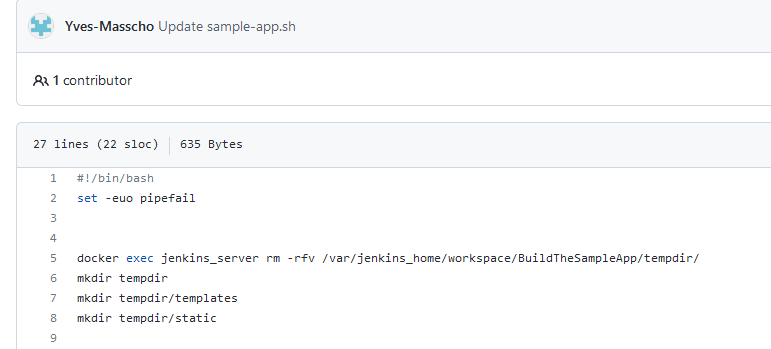 Yves-Masscho Update sample-app.sh
1 contributor
27 lines (22 sloc) 635 Bytes
1 #!/bin/bash
2 set -euo pipefail
3
4
5 docker exec jenkins_server rm -rfv /var/jenkins_home/workspace/BuildTheSampleApp/tempdir/
6 mkdir tempdir
7 mkdir tempdir/templates
8 mkdir tempdir/static
9